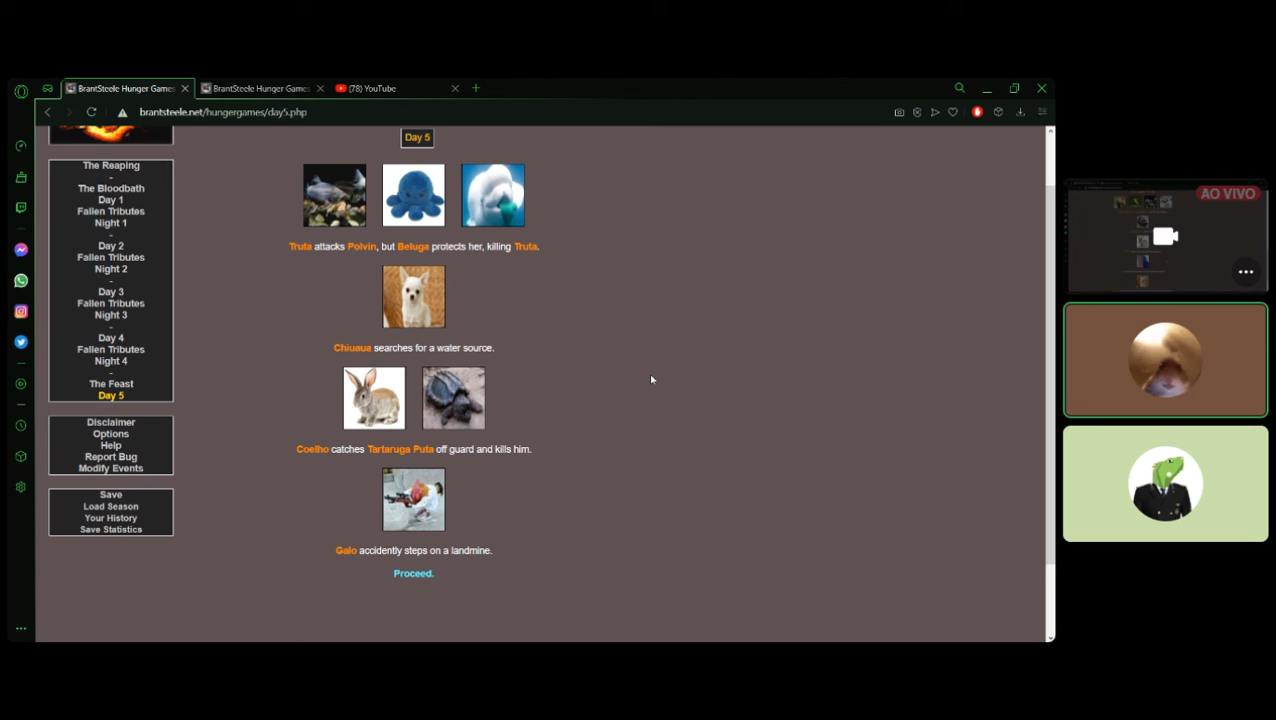 BrantSteele Hunger Games
BrantSteele Hunger Games
(78) YouTube
brantsteele.net/hungergames/day5.php
Day 5
The Reaping
-
The Bloodbath
Day 1
Fallen Tributes
Night 1
-
Day 2
Fallen Tributes
Night 2
-
Day 3
Fallen Tributes
Night 3
-
Day 4
Fallen Tributes
Night 4
-
The Feast
Day 5
Disclaimer
Options
Help
Report Bug
Modify Events
Save
Load Season
Your History
Save Statistics
Truta attacks Polvin, but Beluga protects her, killing Truta.
Chiuaua searches for a water source.
Coelho catches Tartaruga Puta off guard and kills him.
Galo accidently steps on a landmine.
Proceed.
AO VIVO